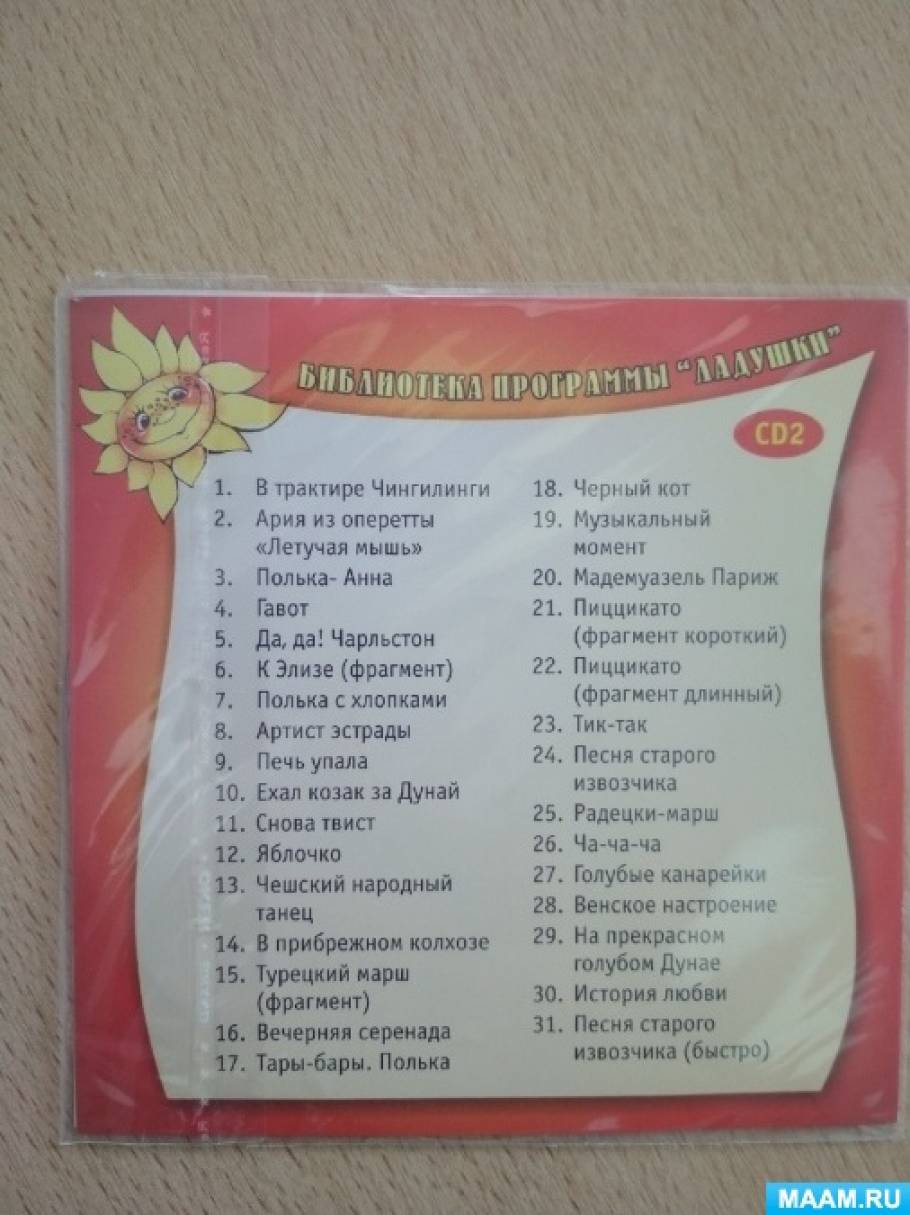 БИБЛИОТЕКА ПРОГРАММЫ "ЛАДУШКИ"
CD2
1. В трактире Чингилинги
2. Ария из оперетты
«Летучая мышь»
3. Полька- Анна
4. Гавот
5. Да, да! Чарльстон
6. К Элизе (фрагмент)
7. Полька с хлопками
8. Артист эстрады
9. Печь упала
10. Ехал козак за Дунай
11. Снова твист
12. Яблочко
13. Чешский народный
танец
14. В прибрежном колхозе
15. Турецкий марш
(фрагмент)
16. Вечерняя серенада
17. Тары-бары. Полька
18. Черный кот
19. Музыкальный
момент
20. Мадемуазель Париж
21. Пиццикато
(фрагмент короткий)
22. Пиццикато
(фрагмент длинный)
23. Тик-так
24. Песня старого
извозчика
25. Радецки-марш
26. Ча-ча-ча
27. Голубые канарейки
28. Венское настроение
29. На прекрасном
голубом Дунае
30. История любви
31. Песня старого
извозчика (быстро)
MAAM.RU